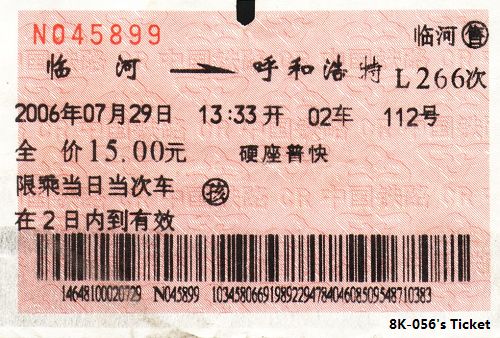 NO45899
临河 售
临 河 → 呼和浩特 L266次
2006年07月29日 13:33开 02车 112号
全 价15.00元 硬座普快
限乘当日当次车 孩
在2日内到有效
14648100020729 N045899 10345806691989229478404608509548710383
8K-056's Ticket